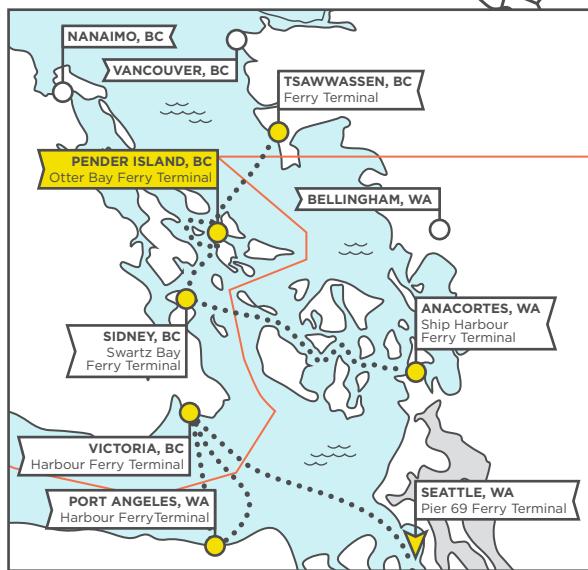 NANAIMO, BC
VANCOUVER, BC
TSAWWASSEN, BC
Ferry Terminal
PENDER ISLAND, BC
Otter Bay Ferry Terminal
BELLINGHAM, WA
ANACORTES, WA
Ship Harbour
Ferry Terminal
SIDNEY, BC
Swartz Bay
Ferry Terminal
VICTORIA, BC
Harbour Ferry Terminal
PORT ANGELES, WA
Harbour FerryTerminal
SEATTLE, WA
Pier 69 Ferry Terminal